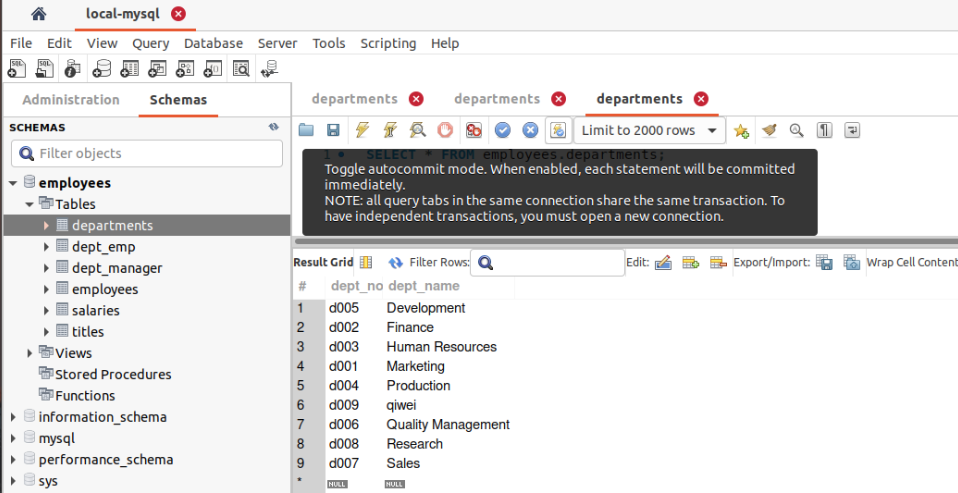 local-mysql
File Edit View Query Database Server Tools Scripting Help
Administration Schemas
departments departments departments
SCHEMAS
Limit to 2000 rows
Filter objects
1 SELECT * FROM employees.departments;
Toggle autocommit mode. When enabled, each statement will be committed
immediately.
NOTE: all query tabs in the same connection share the same transaction. To
have independent transactions, you must open a new connection.
employees
Tables
departments
dept_emp
dept_manager
employees
salaries
titles
Views
Stored Procedures
Functions
information_schema
mysql
performance_schema
sys
Result Grid Filter Rows: Edit: Export/Import: Wrap Cell Content
# dept_no dept_name
1 d005 Development
2 d002 Finance
3 d003 Human Resources
4 d001 Marketing
5 d004 Production
6 d009 qiwei
7 d006 Quality Management
8 d008 Research
9 d007 Sales
* NULL NULL